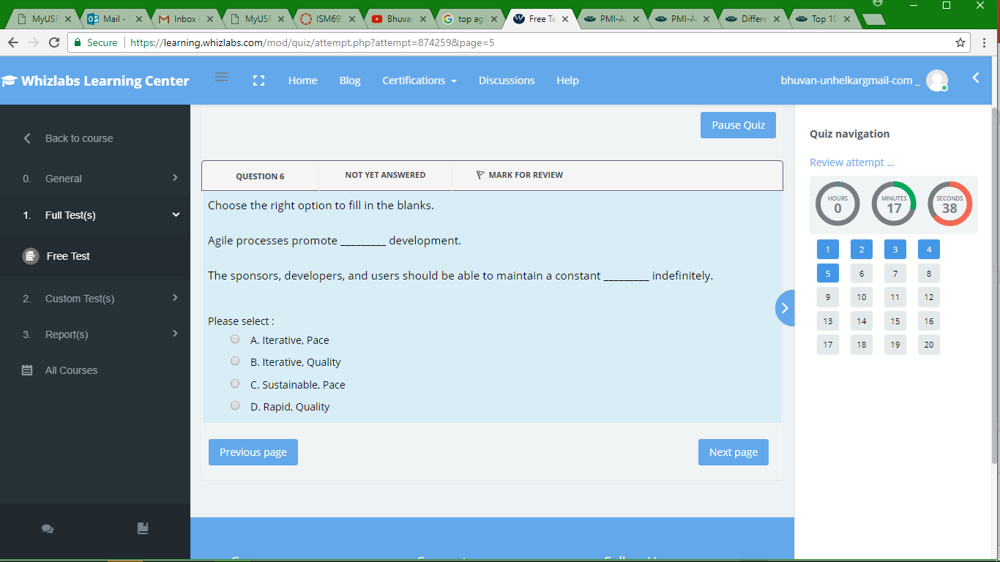 MyUSF
Mail -
Inbox (
MyUSF
ISM69
Bhuvan
top ag
Free Te
PMI-A
PMI-A
Differe
Top 10
Secure
https://learning.whizlabs.com/mod/quiz/attempt.php?attempt=874259&page=5
Whizlabs Learning Center
Home
Blog
Certifications
Discussions
Help
bhuvan-unhelkargmail-com _
Back to course
0. General
1. Full Test(s)
Free Test
2. Custom Test(s)
3. Report(s)
All Courses
Pause Quiz
QUESTION 6
NOT YET ANSWERED
MARK FOR REVIEW
Choose the right option to fill in the blanks.
Agile processes promote _________ development.
The sponsors, developers, and users should be able to maintain a constant _________ indefinitely.
Please select :
A. Iterative, Pace
B. Iterative, Quality
C. Sustainable, Pace
D. Rapid, Quality
Previous page
Next page
Quiz navigation
Review attempt ...
HOURS
0
MINUTES
17
SECONDS
38
1 2 3 4
5 6 7 8
9 10 11 12
13 14 15 16
17 18 19 20